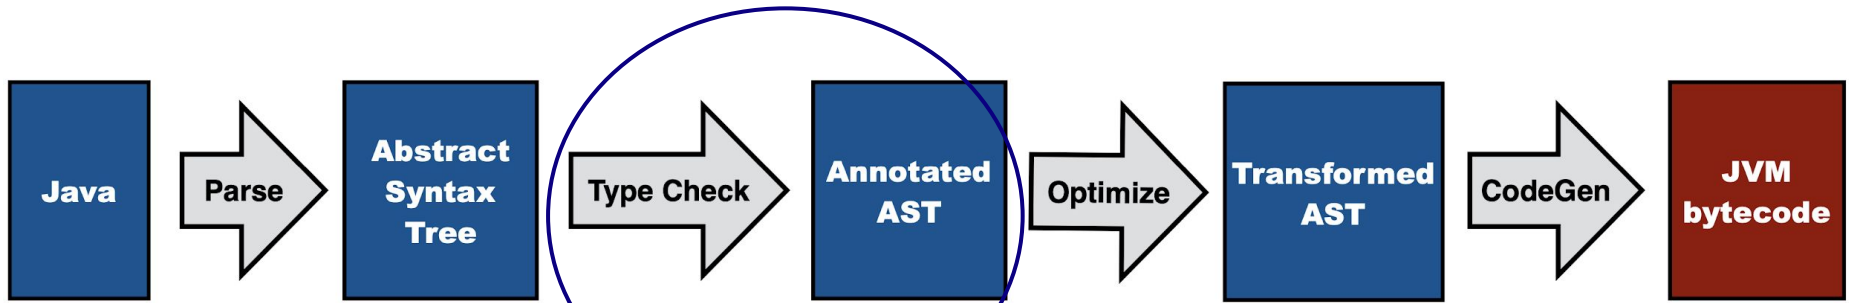 Java
Parse
Abstract
Syntax
Tree
Type Check
Annotated
AST
Optimize
Transformed
AST
CodeGen
JVM
bytecode